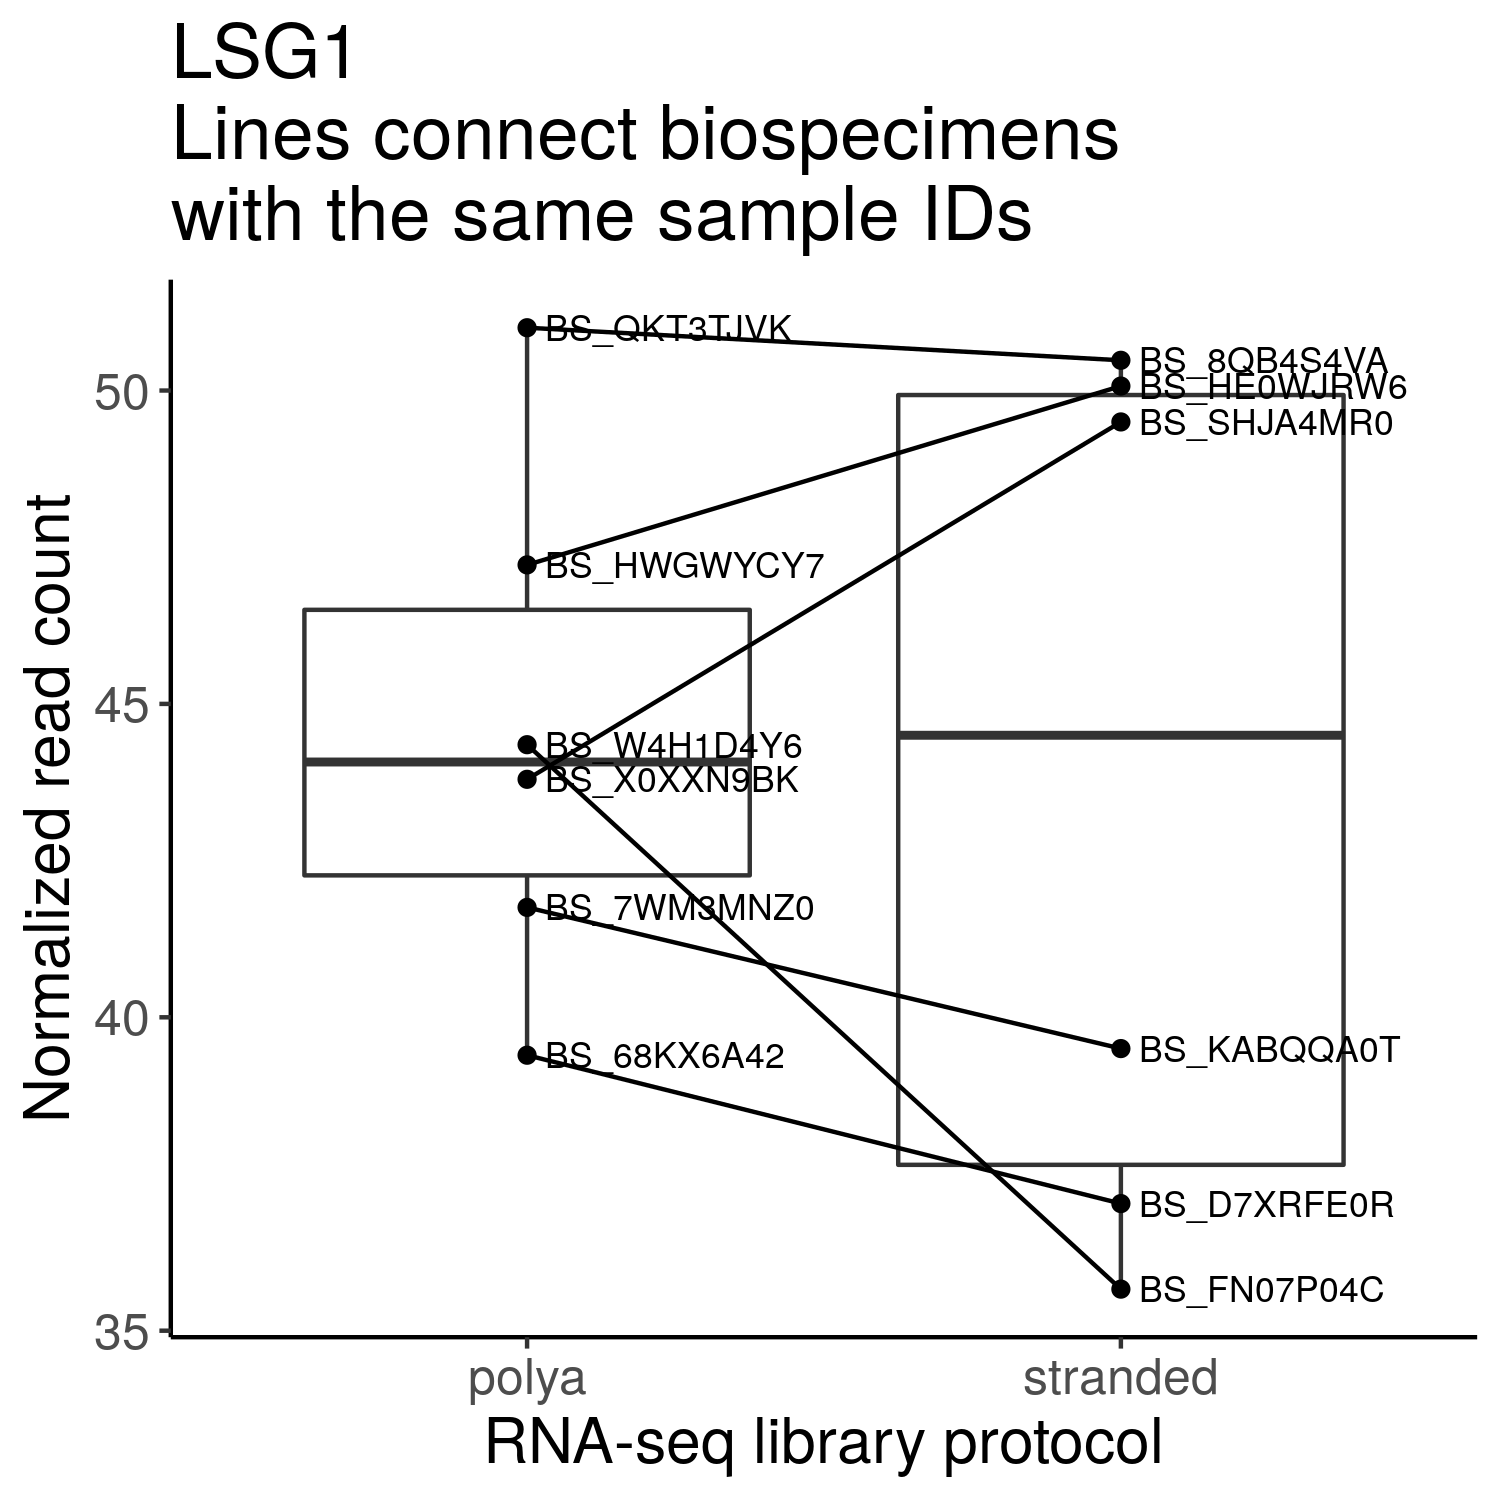 LSG1
Lines connect biospecimens
with the same sample IDs
Normalized read count
50
45
40
35
BS_QKT3TJVK
BS_HWGWYCY7
BS_W4H1D4Y6
BS_X0XXN9BK
BS_7WM3MNZ0
BS_68KX6A42
BS_8QB4S4VA
BS_HE0WJRW6
BS_SHJA4MR0
BS_KABQQA0T
BS_D7XRFE0R
BS_FN07P04C
polya
stranded
RNA-seq library protocol